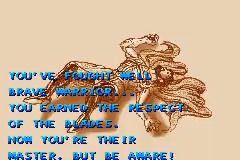 YOU'VE FOUGHT WELL
BRAVE WARRIOR...
YOU EARNED THE RESPECT
OF THE BLADES.
NOW YOU'RE THEIR
MASTER. BUT BE AWARE!